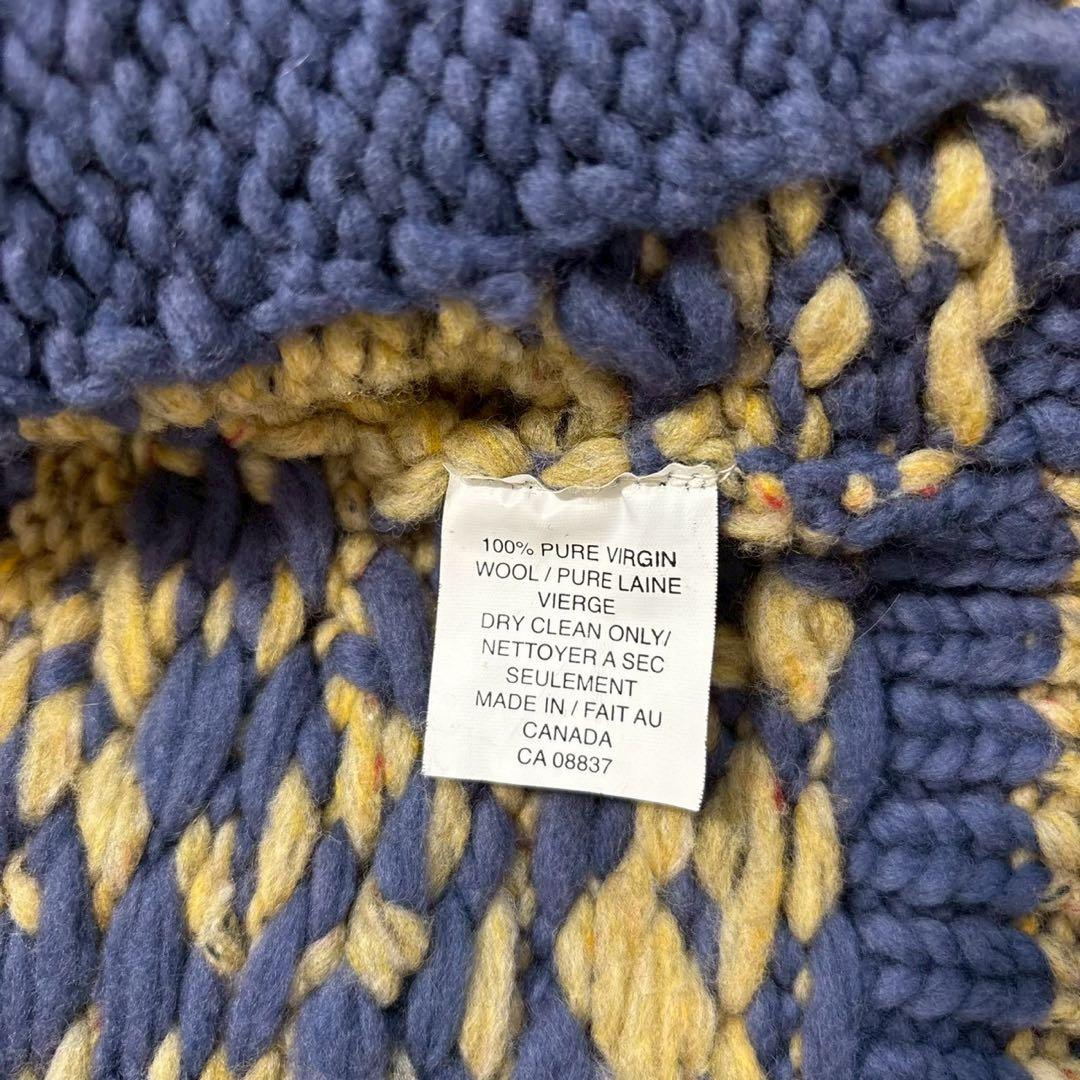 100% PURE VIRGIN
WOOL / PURE LAINE
VIERGE
DRY CLEAN ONLY/
NETTOYER A SEC
SEULEMENT
MADE IN / FAIT AU
CANADA
CA 08837